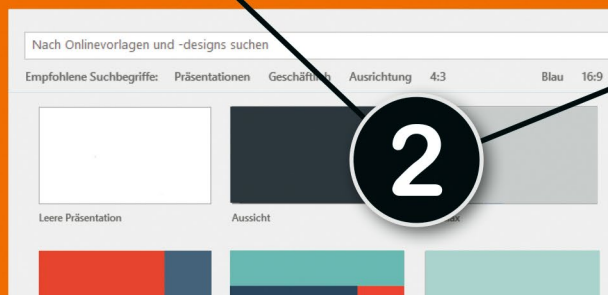 Nach Onlinevorlagen und -designs suchen
Empfohlene Suchbegriffe: Präsentationen Geschäftlich Ausrichtung 4:3 Blau 16:9
2
Leere Präsentation Aussicht